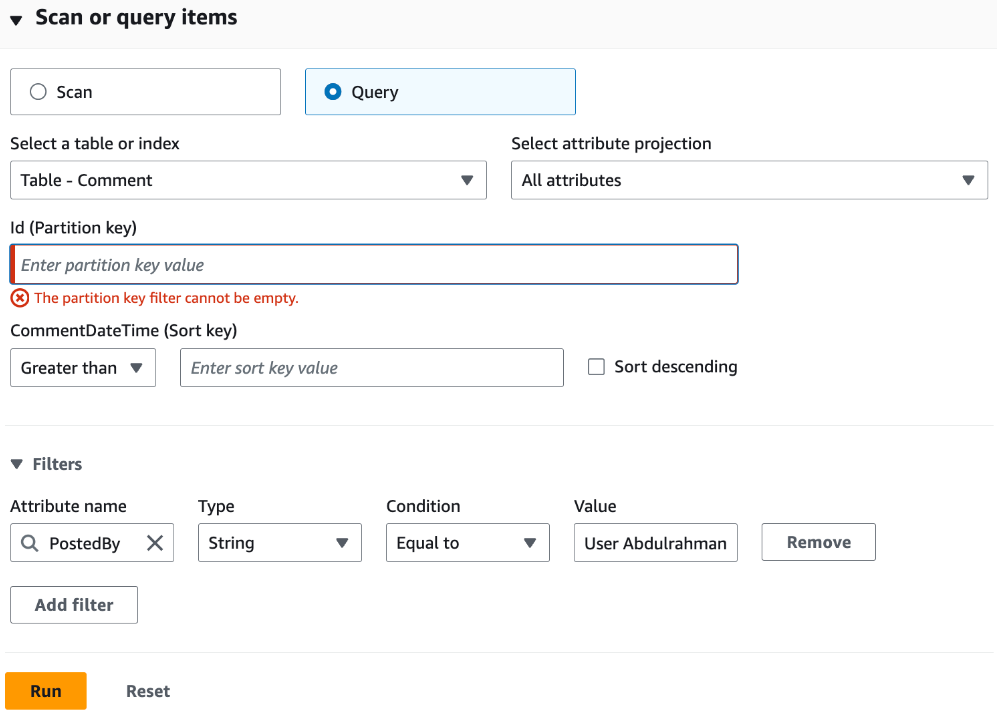 Scan or query items
Scan
Query
Select a table or index
Select attribute projection
Table - Comment
All attributes
Id (Partition key)
Enter partition key value
The partition key filter cannot be empty.
CommentDateTime (Sort key)
Greater than
Enter sort key value
Sort descending
Filters
Attribute name
Type
Condition
Value
PostedBy
String
Equal to
User Abdulrahman
Remove
Add filter
Run
Reset